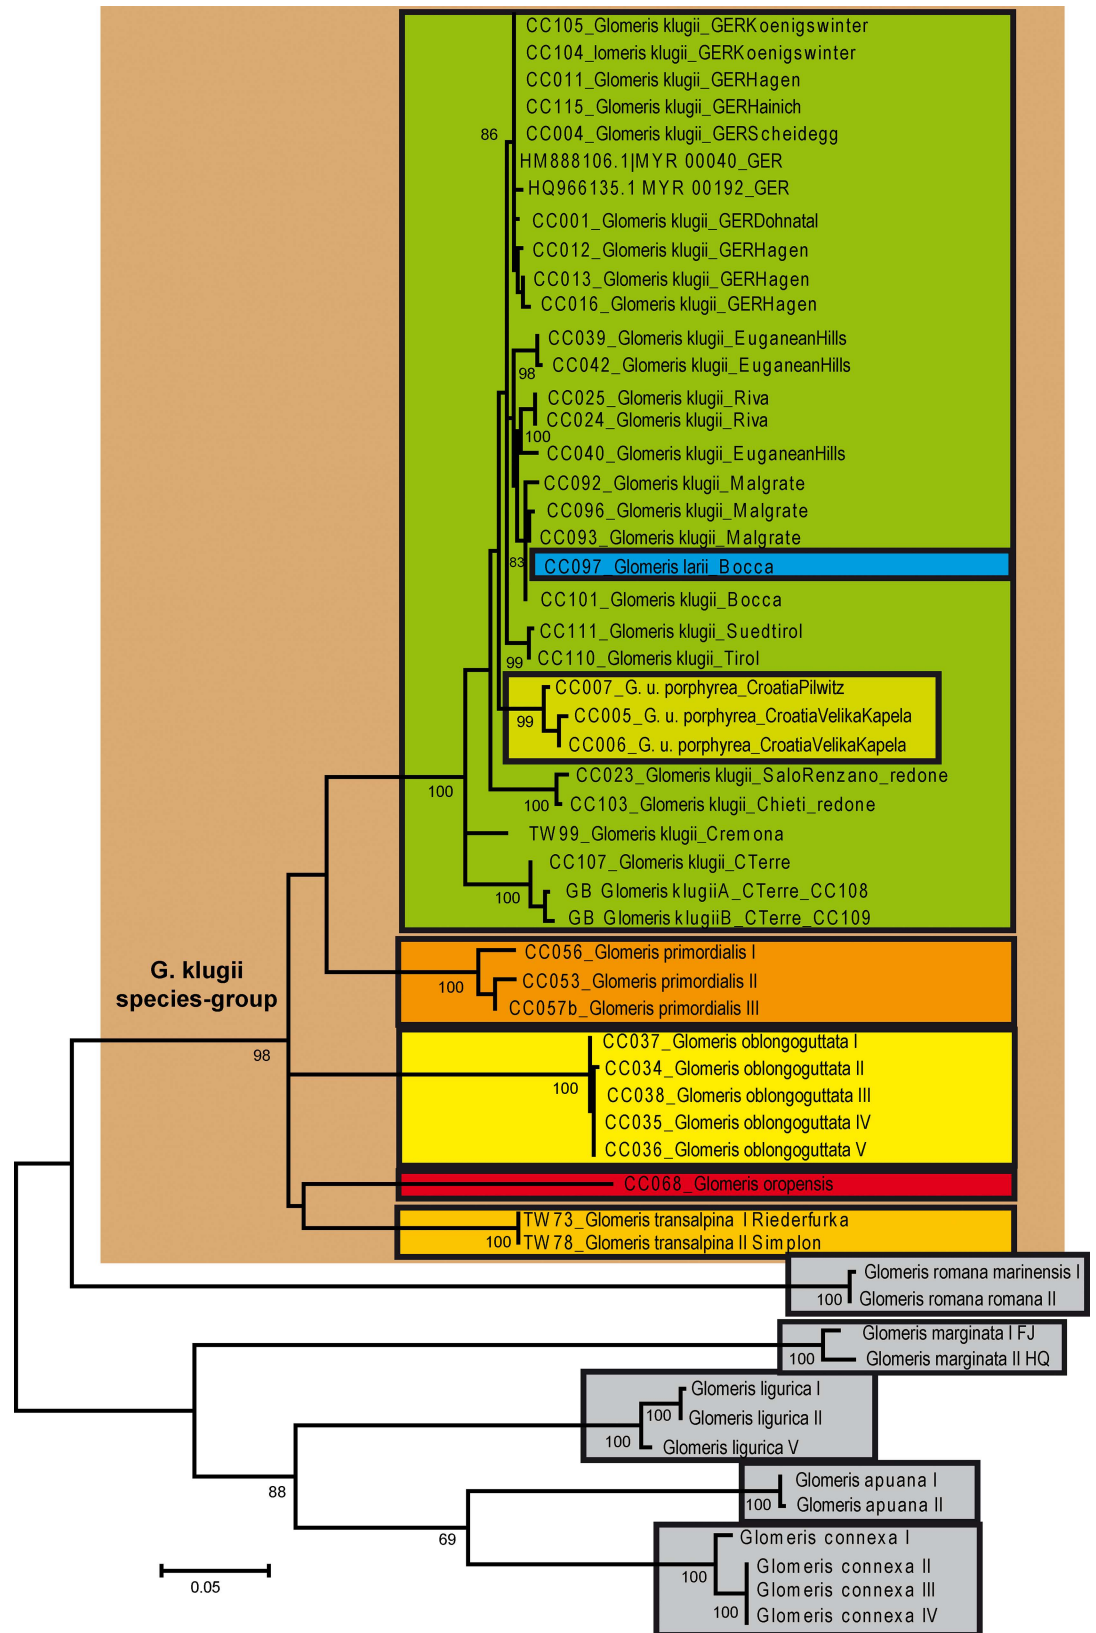 CC105_Glomeris klugii_GERKoenigswinter
CC104_lomeris klugii_GERKoenigswinter
CC011_Glomeris klugii_GERHagen
CC115_Glomeris klugii_GERHainich
86
CC004_Glomeris klugii_GERScheidegg
HM888106.1|MYR 00040_GER
HQ966135.1 MYR 00192_GER
CC001_Glomeris klugii_GERDohnatal
CC012_Glomeris klugii_GERHagen
CC013_Glomeris klugii_GERHagen
CC016_Glomeris klugii_GERHagen
CC039_Glomeris klugii_EuganeanHills
CC042_Glomeris klugii_EuganeanHills
98
CC025_Glomeris klugii_Riva
CC024_Glomeris klugii_Riva
100
CC040_Glomeris klugii_EuganeanHills
CC092_Glomeris klugii_Malgrate
CC096_Glomeris klugii_Malgrate
CC093_Glomeris klugii_Malgrate
83
CC097_Glomeris larii_Bocca
CC101_Glomeris klugii_Bocca
CC111_Glomeris klugii_Suedtirol
CC110_Glomeris klugii_Tirol
99
CC007_G. u. porphyrea_CroatiaPilwitz
CC005_G. u. porphyrea_CroatiaVelikaKapela
99
CC006_G. u. porphyrea_CroatiaVelikaKapela
CC023_Glomeris klugii_SaloRenzano_redone
100
CC103_Glomeris klugii_Chieti_redone
100
TW99_Glomeris klugii_Cremona
CC107_Glomeris klugii_CTerre
GB Glomeris klugiiA_CTerre_CC108
100
GB Glomeris klugiiB_CTerre_CC109
CC056_Glomeris primordialis I
G. klugii
species-group
CC053_Glomeris primordialis II
100
CC057b_Glomeris primordialis III
CC037_Glomeris oblongoguttata I
98
CC034_Glomeris oblongoguttata II
100
CC038_Glomeris oblongoguttata III
CC035_Glomeris oblongoguttata IV
CC036_Glomeris oblongoguttata V
CC068_Glomeris oropensis
TW73_Glomeris transalpina I Riederfurka
100
TW78_Glomeris transalpina II Simplon
Glomeris romana marinensis I
100
Glomeris romana romana II
Glomeris marginata I FJ
100
Glomeris marginata II HQ
Glomeris ligurica I
100
Glomeris ligurica II
100
Glomeris ligurica V
Glomeris apuana I
88
100
Glomeris apuana II
69
Glomeris connexa I
Glomeris connexa II
100
0.05
Glomeris connexa III
100
Glomeris connexa IV